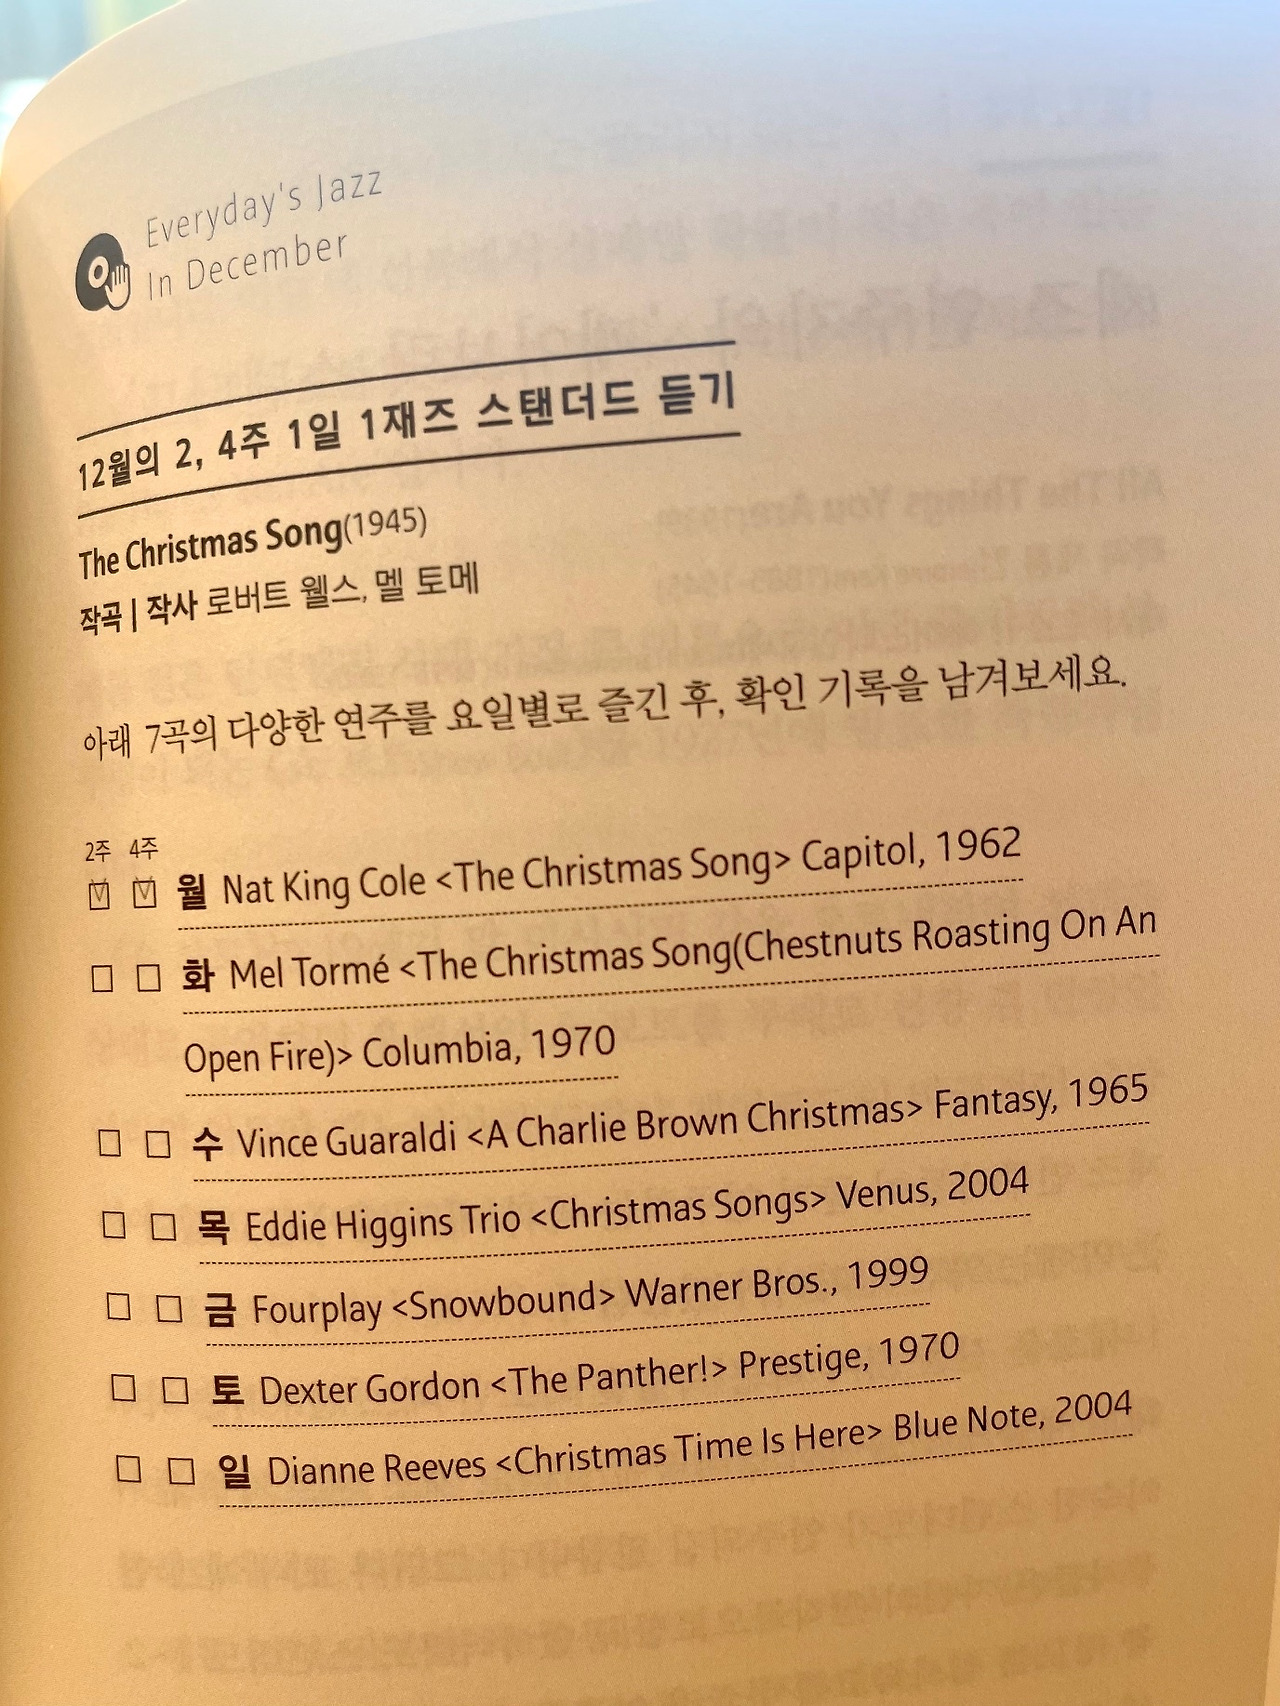 Everyday's Jazz
In December
12월의 2, 4주 1일 1재즈 스탠더드 듣기
The Christmas Song(1945)
작곡 | 작사 로버트 웰스, 멜 토메
아래 7곡의 다양한 연주를 요일별로 즐긴 후, 확인 기록을 남겨보세요.
2주 4주
☑ ☑ 월 Nat King Cole <The Christmas Song> Capitol, 1962
☐ ☐ 화 Mel Tormé <The Christmas Song(Chestnuts Roasting On An
Open Fire)> Columbia, 1970
☐ ☐ 수 Vince Guaraldi <A Charlie Brown Christmas> Fantasy, 1965
☐ ☐ 목 Eddie Higgins Trio <Christmas Songs> Venus, 2004
☐ ☐ 금 Fourplay <Snowbound> Warner Bros., 1999
☐ ☐ 토 Dexter Gordon <The Panther!> Prestige, 1970
☐ ☐ 일 Dianne Reeves <Christmas Time Is Here> Blue Note, 2004